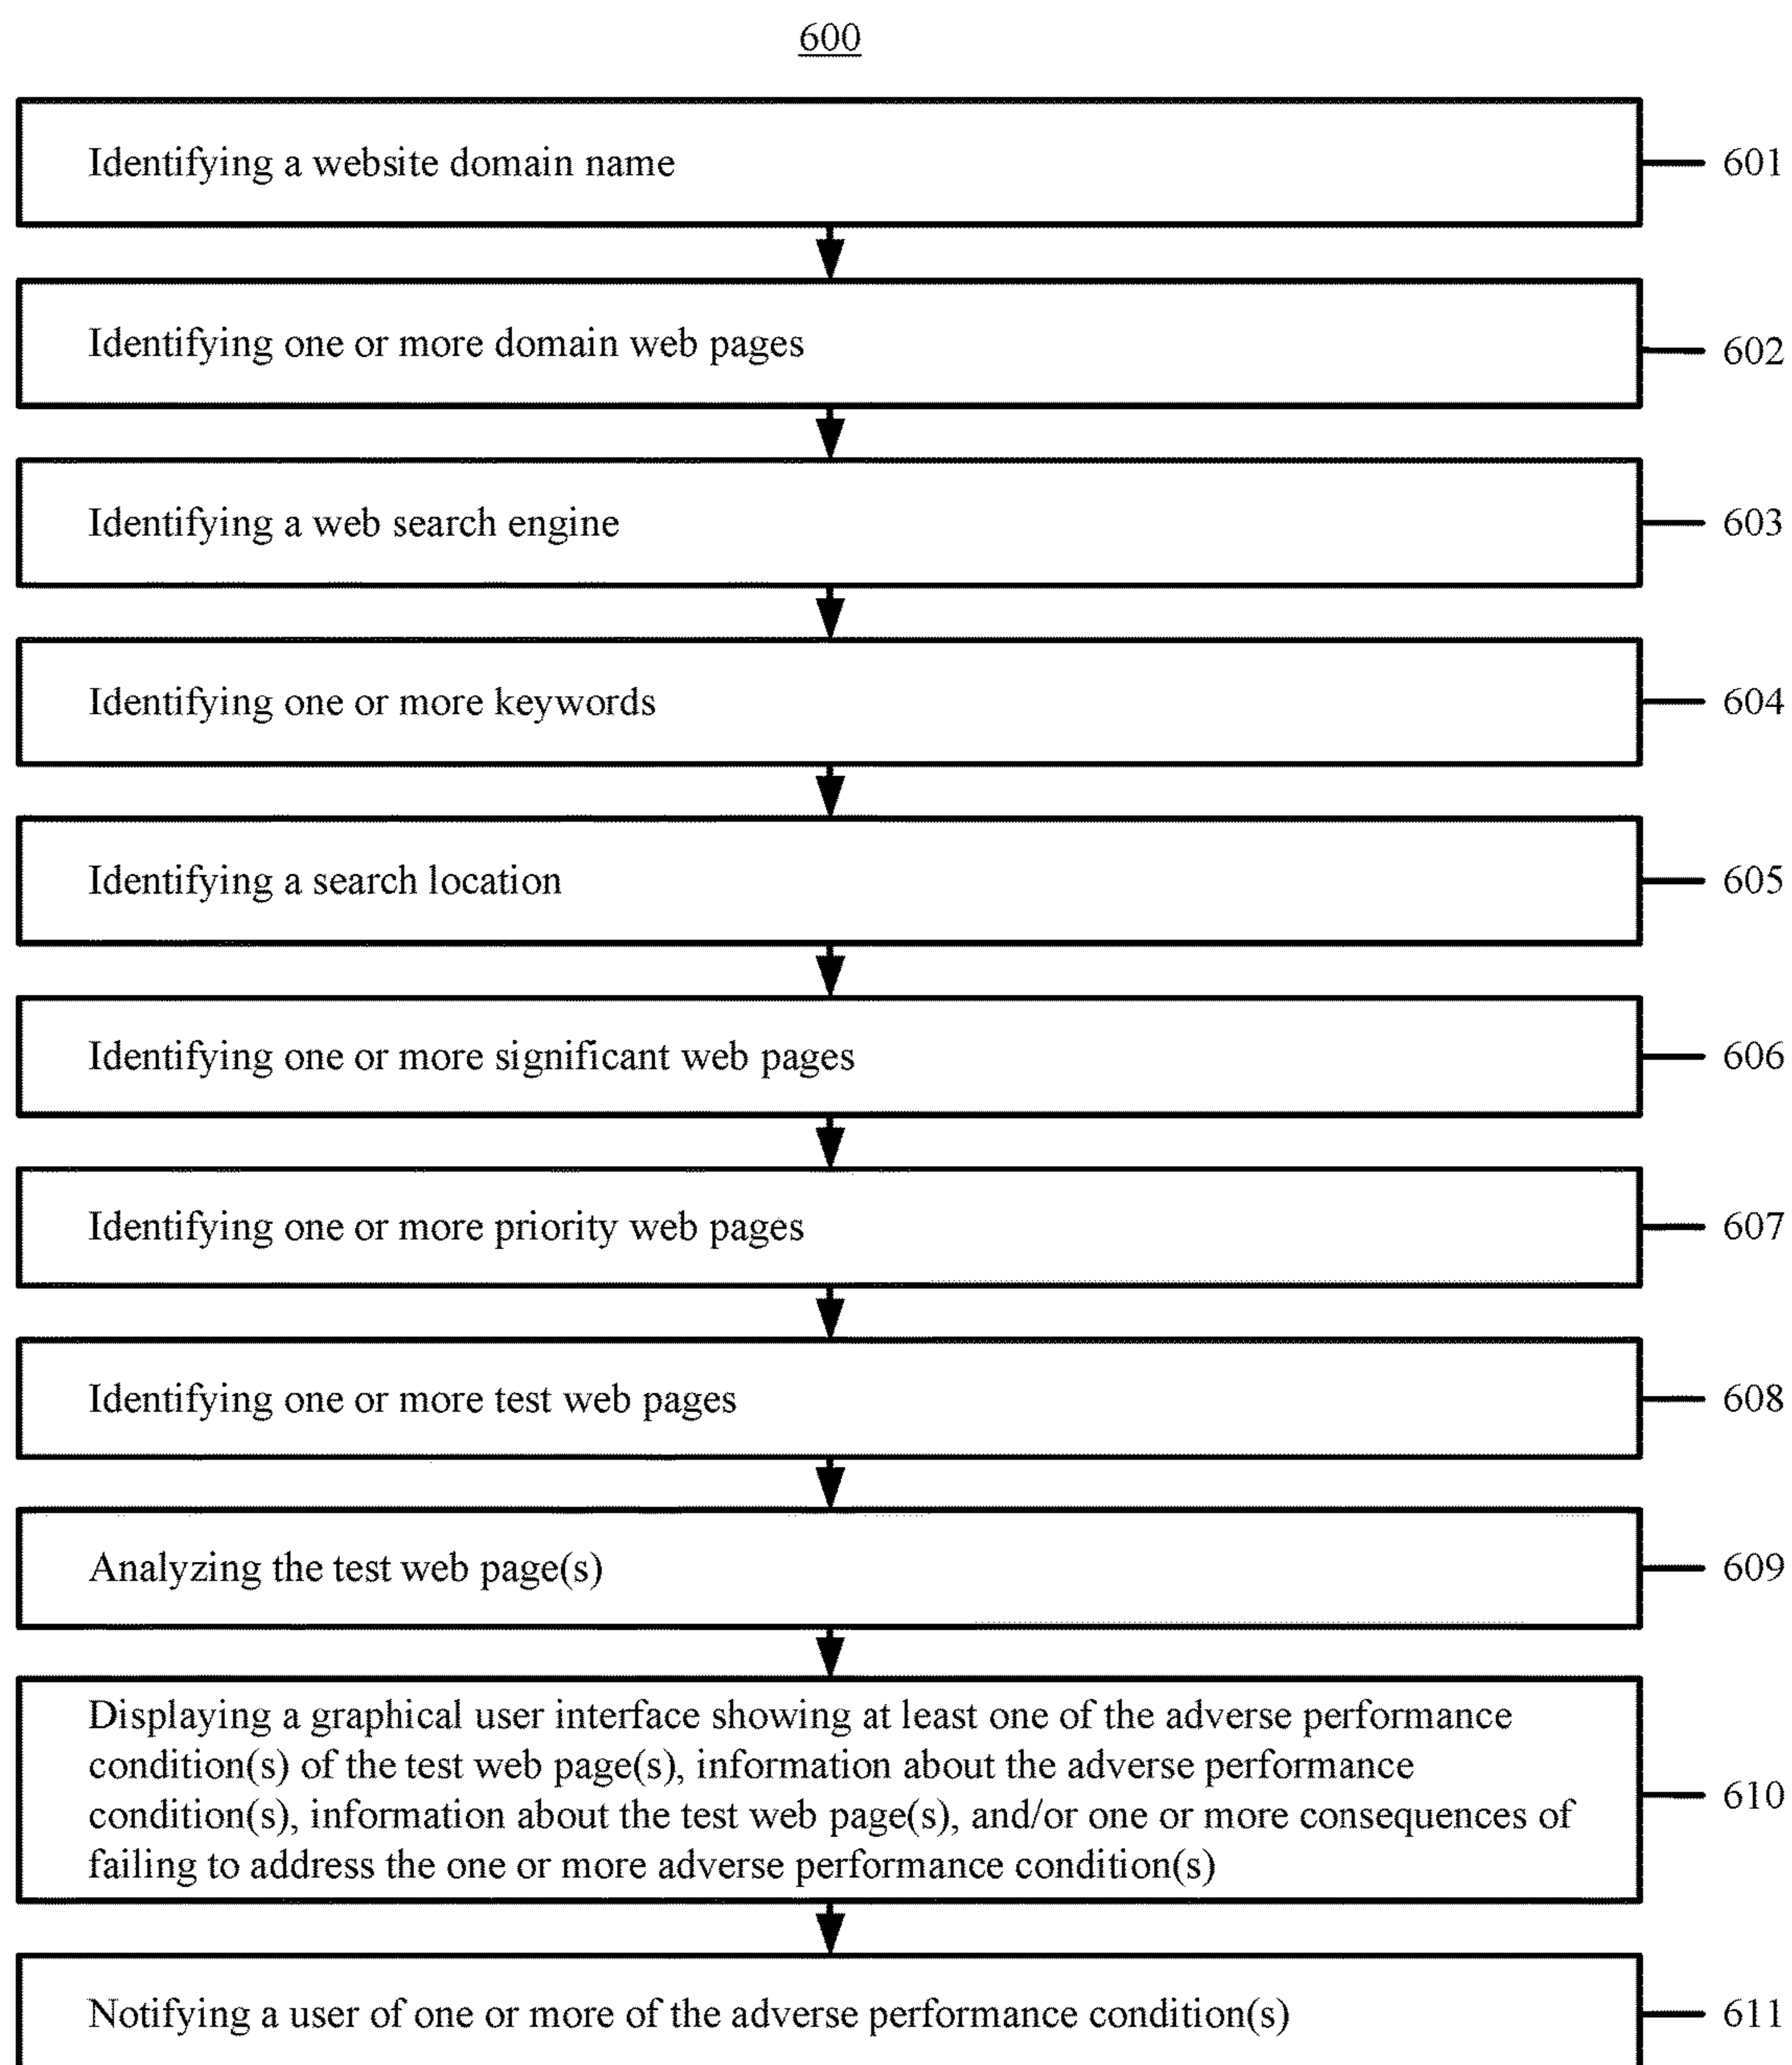 600
Identifying a website domain name
601
Identifying one or more domain web pages
602
Identifying a web search engine
603
Identifying one or more keywords
604
Identifying a search location
605
Identifying one or more significant web pages
606
Identifying one or more priority web pages
607
Identifying one or more test web pages
608
Analyzing the test web page(s)
609
Displaying a graphical user interface showing at least one of the adverse performance
condition(s) of the test web page(s), information about the adverse performance
condition(s), information about the test web page(s), and/or one or more consequences of
failing to address the one or more adverse performance condition(s)
610
Notifying a user of one or more of the adverse performance condition(s)
611